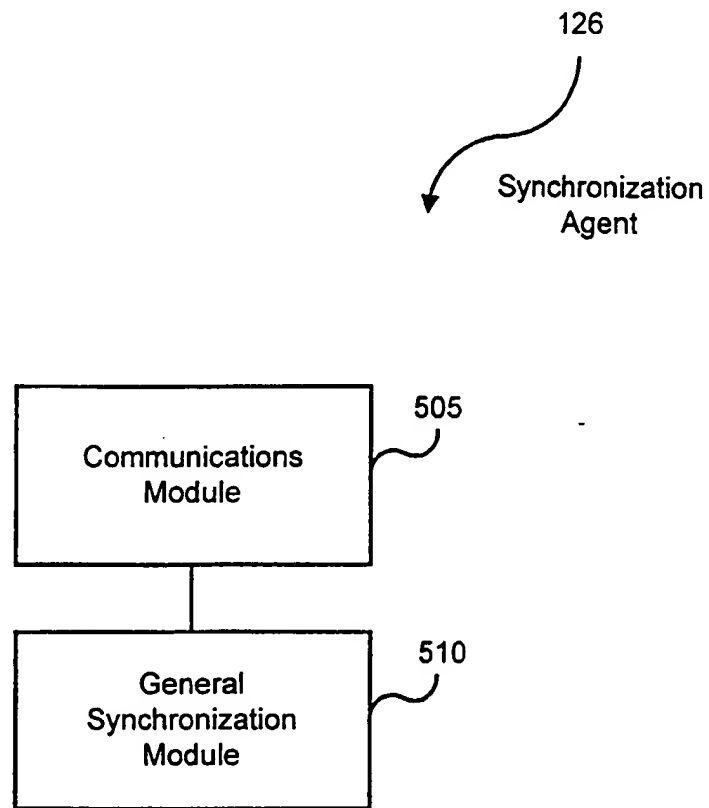 126
Synchronization
Agent
505
Communications
Module
510
General
Synchronization
Module